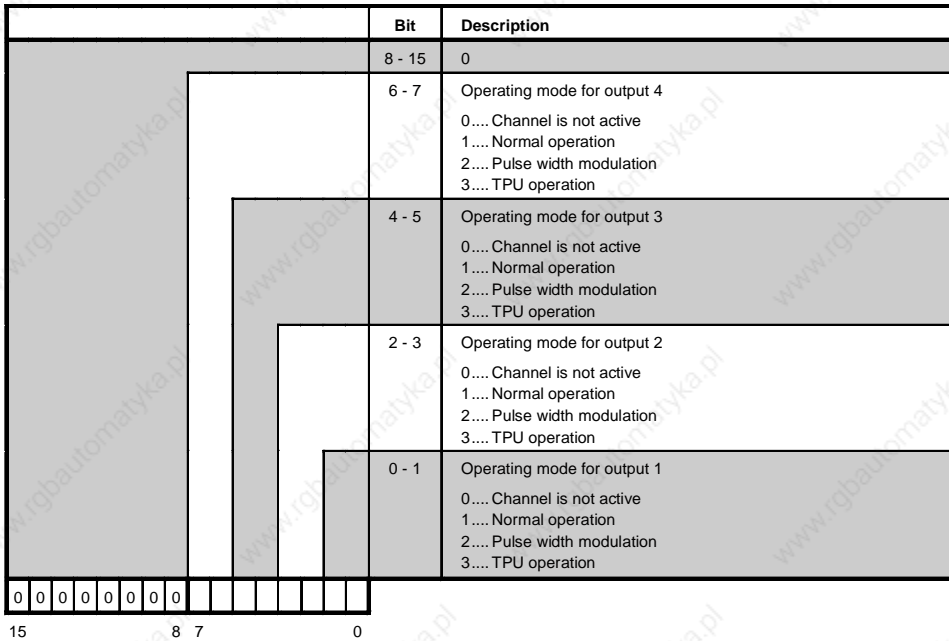 Bit Description
8 - 15 0
6 - 7 Operating mode for output 4
0.... Channel is not active
1.... Normal operation
2.... Pulse width modulation
3.... TPU operation
4 - 5 Operating mode for output 3
0.... Channel is not active
1.... Normal operation
2.... Pulse width modulation
3.... TPU operation
2 - 3 Operating mode for output 2
0.... Channel is not active
1.... Normal operation
2.... Pulse width modulation
3.... TPU operation
0 - 1 Operating mode for output 1
0.... Channel is not active
1.... Normal operation
2.... Pulse width modulation
3.... TPU operation
0 0 0 0 0 0 0 0
15 8 7 0
www.rgbautomatyka.pl